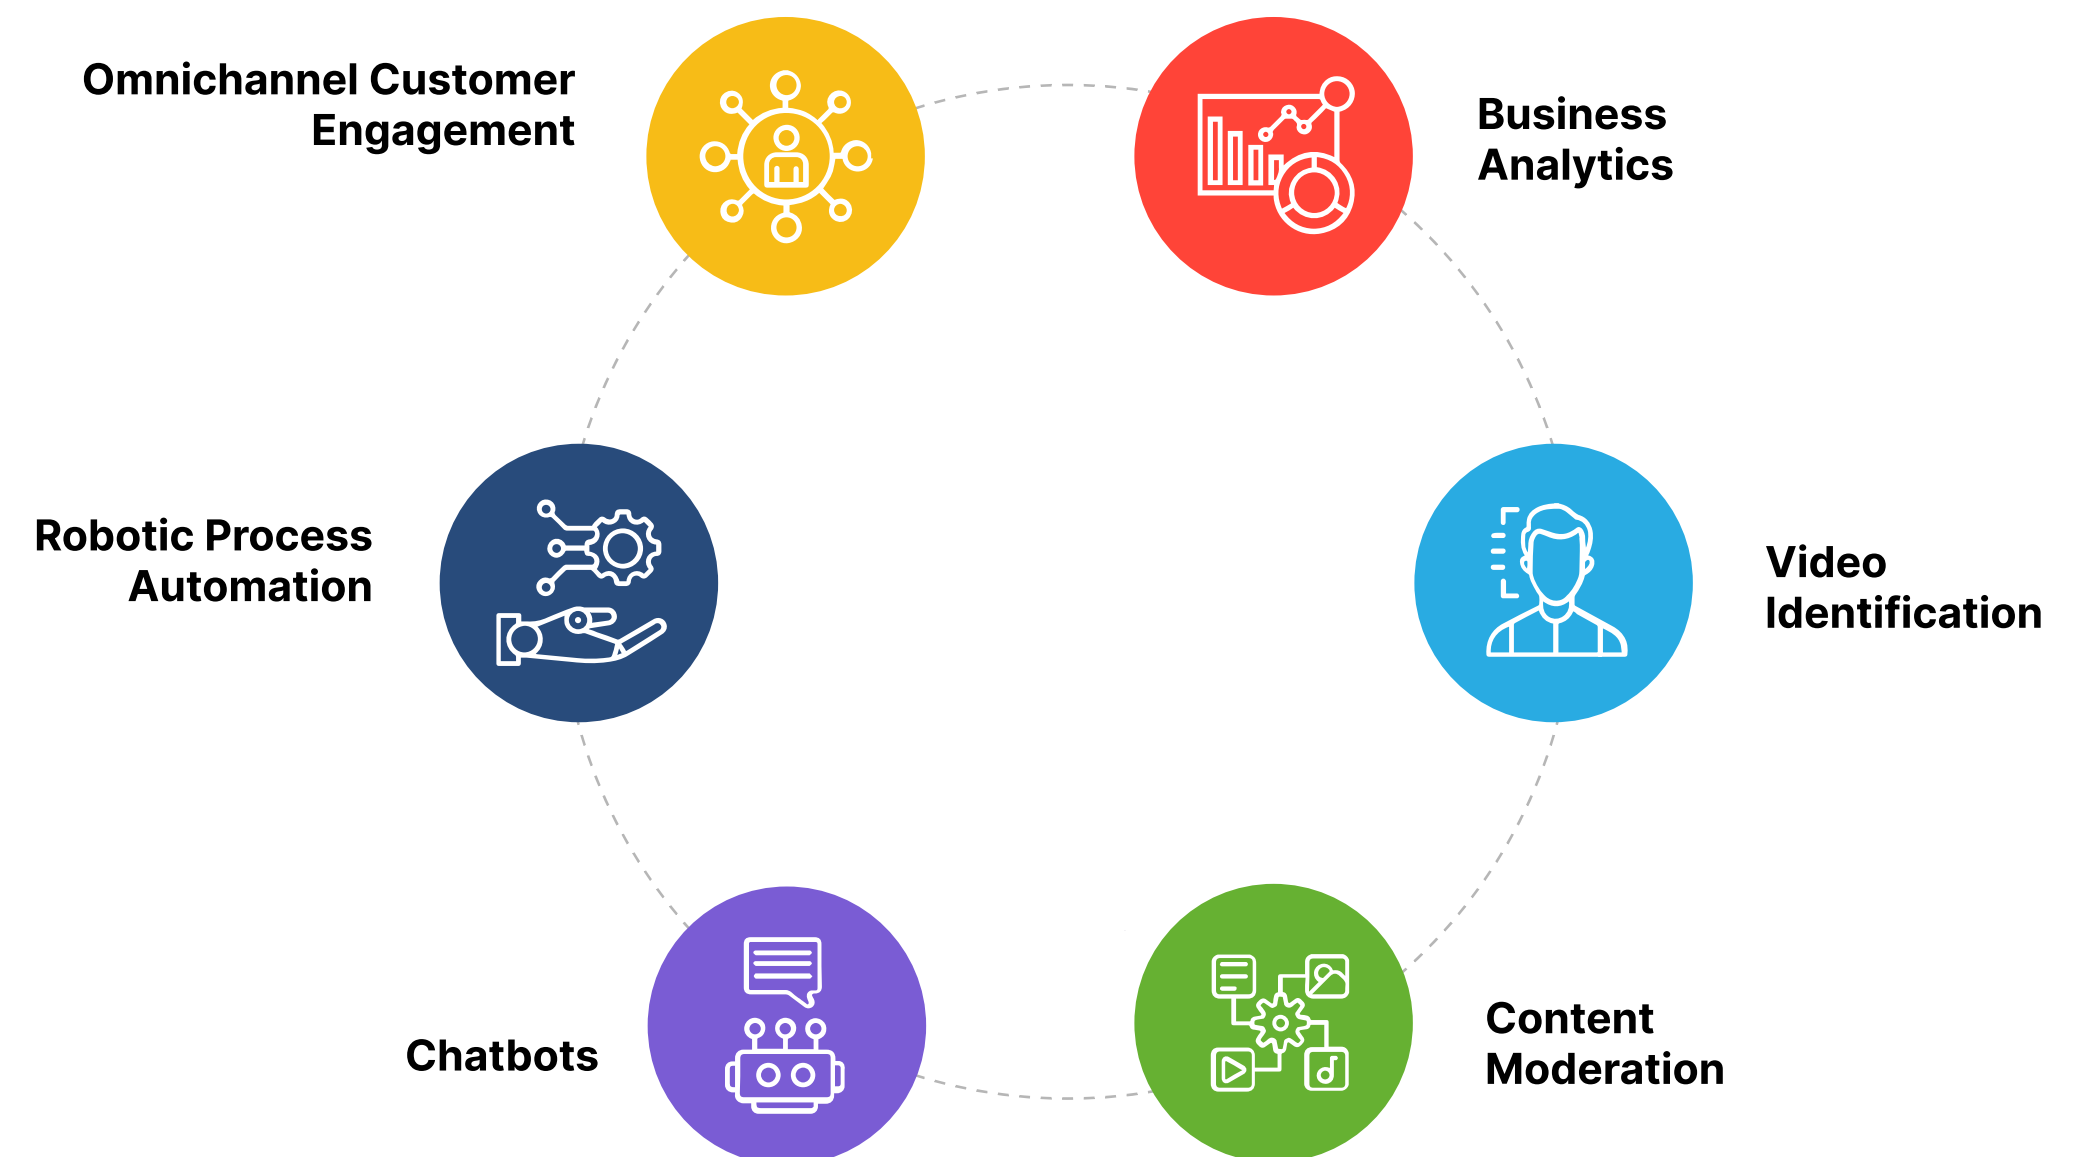 Omnichannel Customer
Engagement
Business
Analytics
Robotic Process
Automation
Video
Identification
Chatbots
Content
Moderation